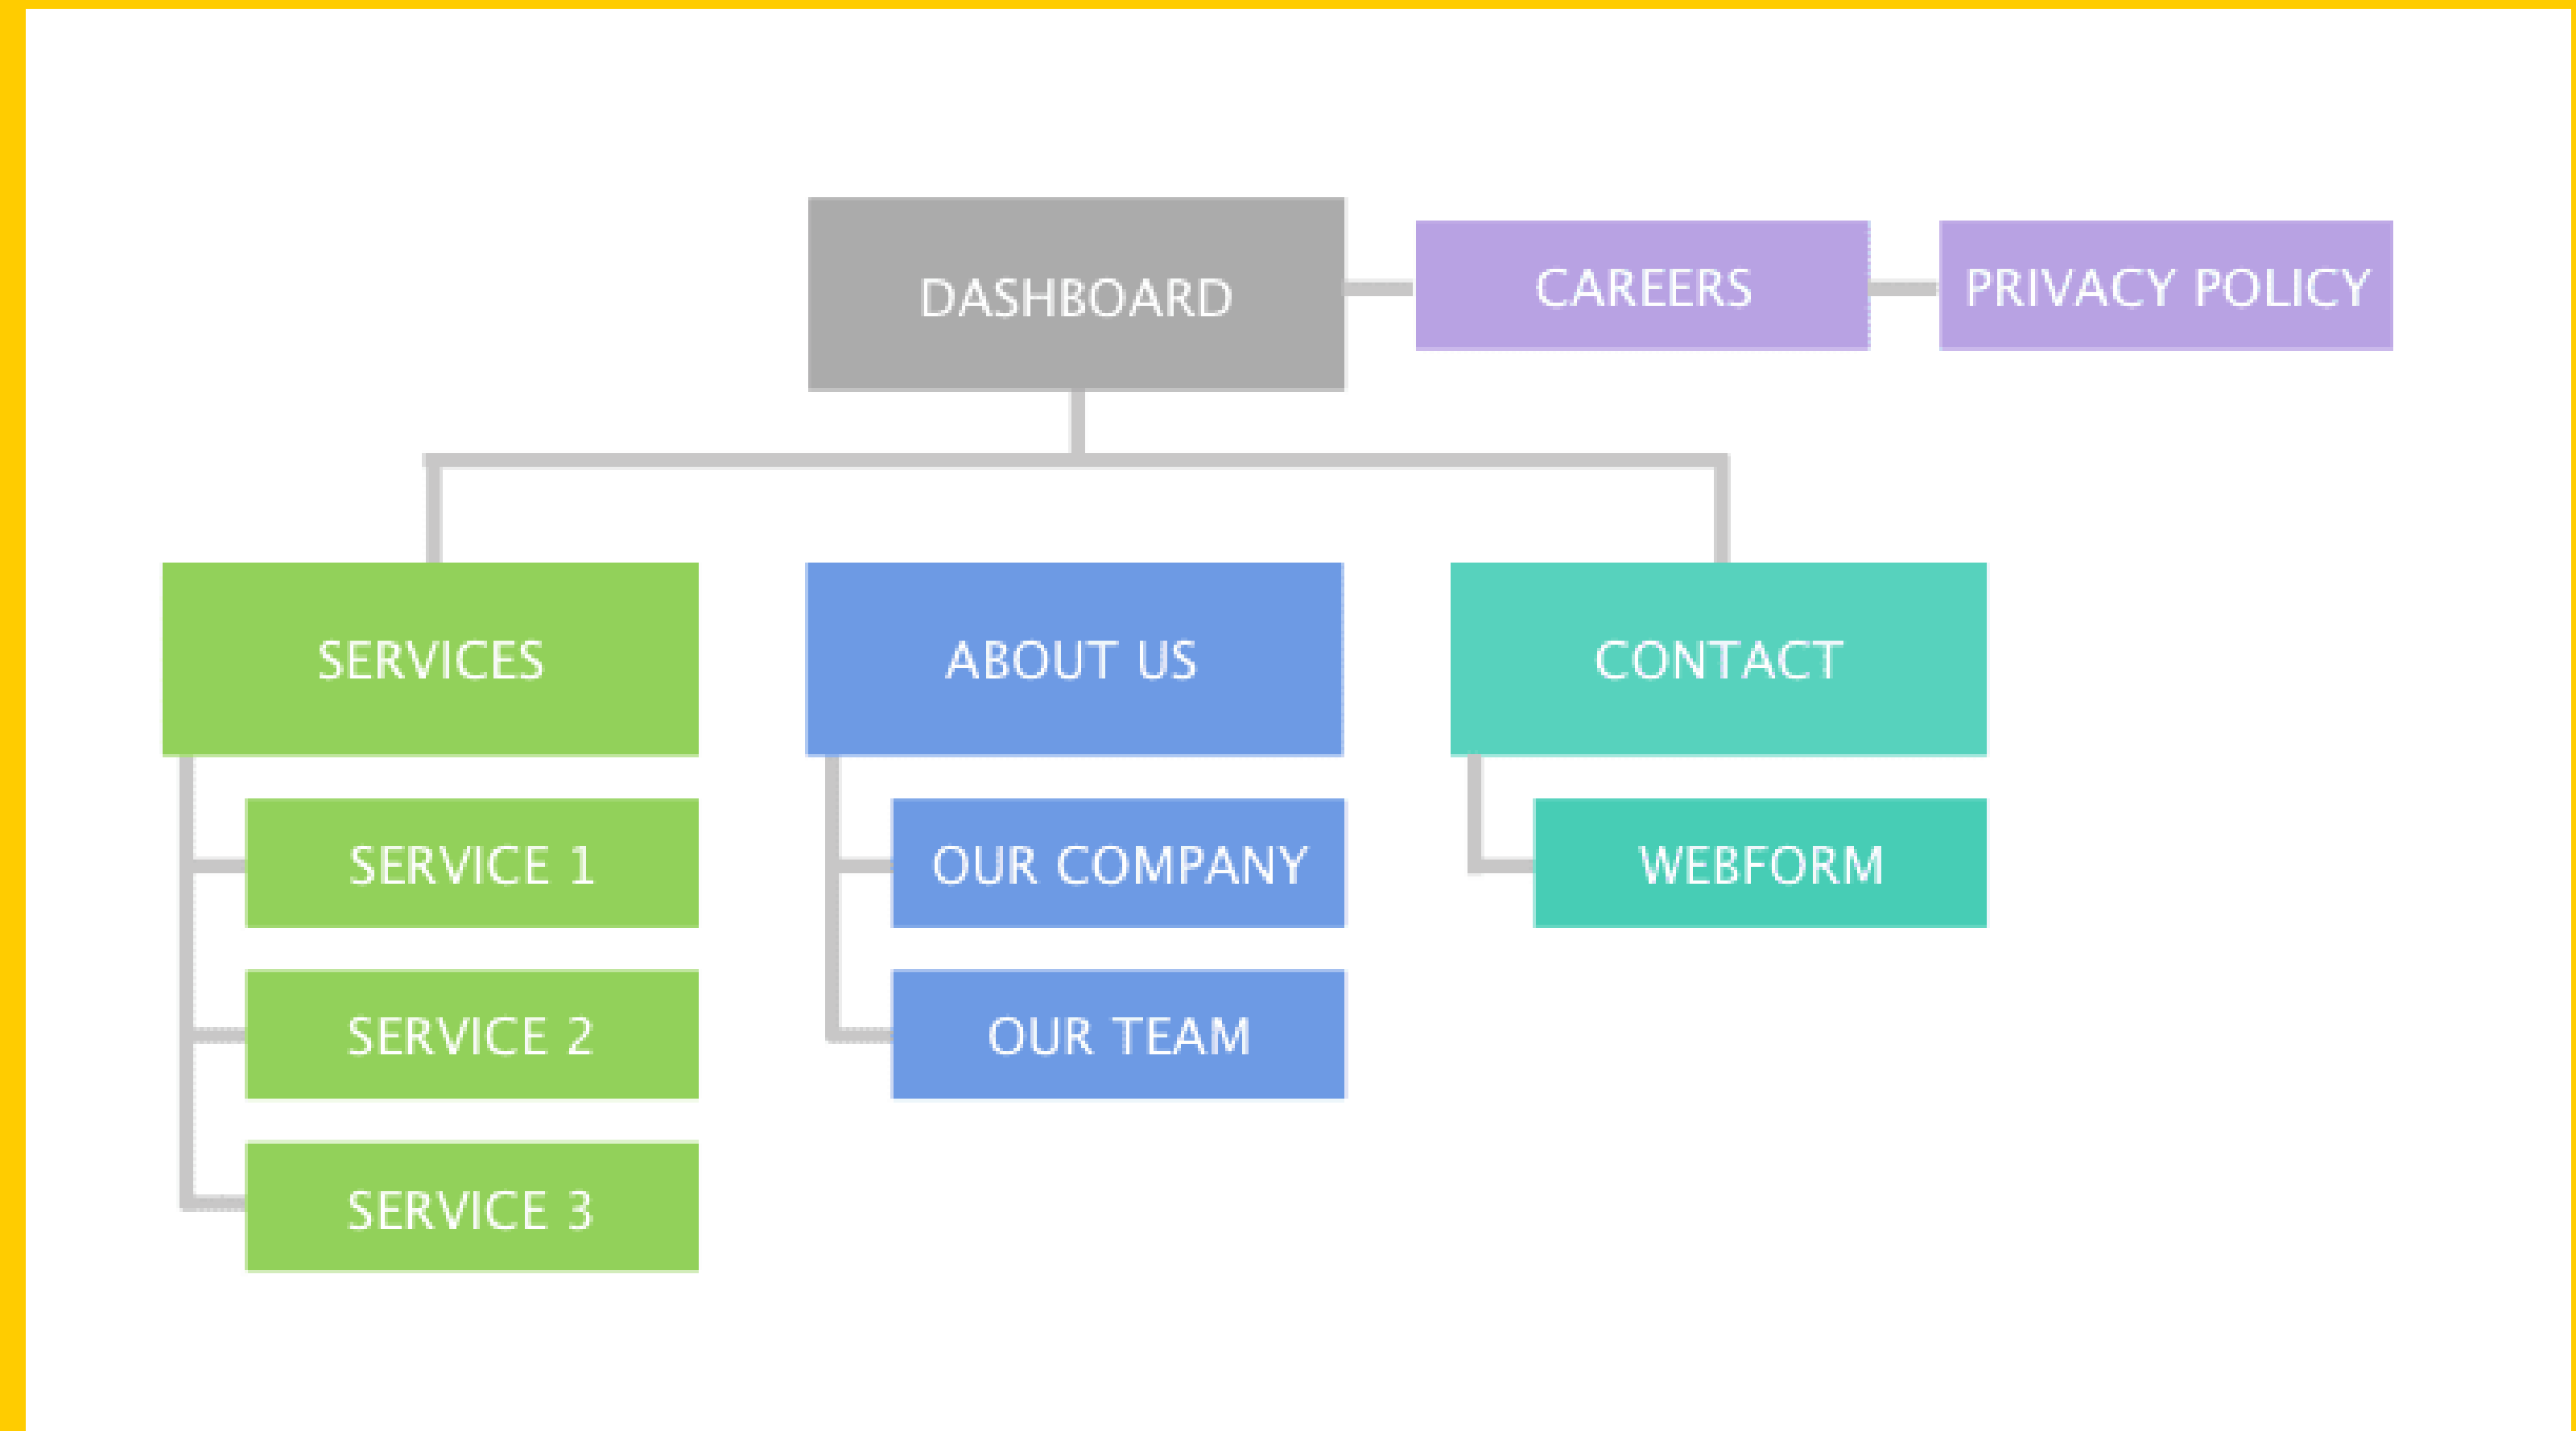 DASHBOARD
CAREERS
PRIVACY POLICY
SERVICES
ABOUT US
CONTACT
SERVICE 1
OUR COMPANY
WEBFORM
SERVICE 2
OUR TEAM
SERVICE 3